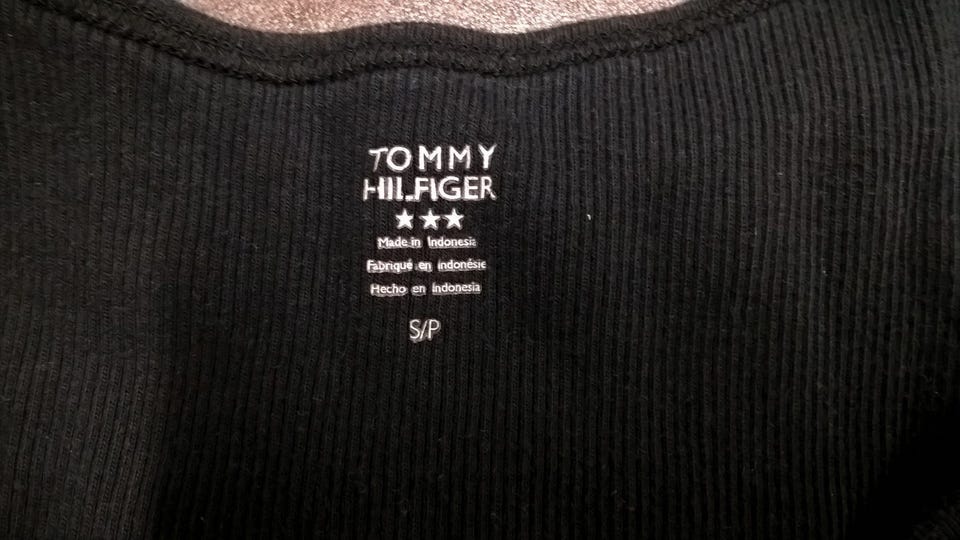 TOMMY
HILFIGER
Made in Indonesia
Fabriqué en indonésie
Hecho en Indonesia
S/P